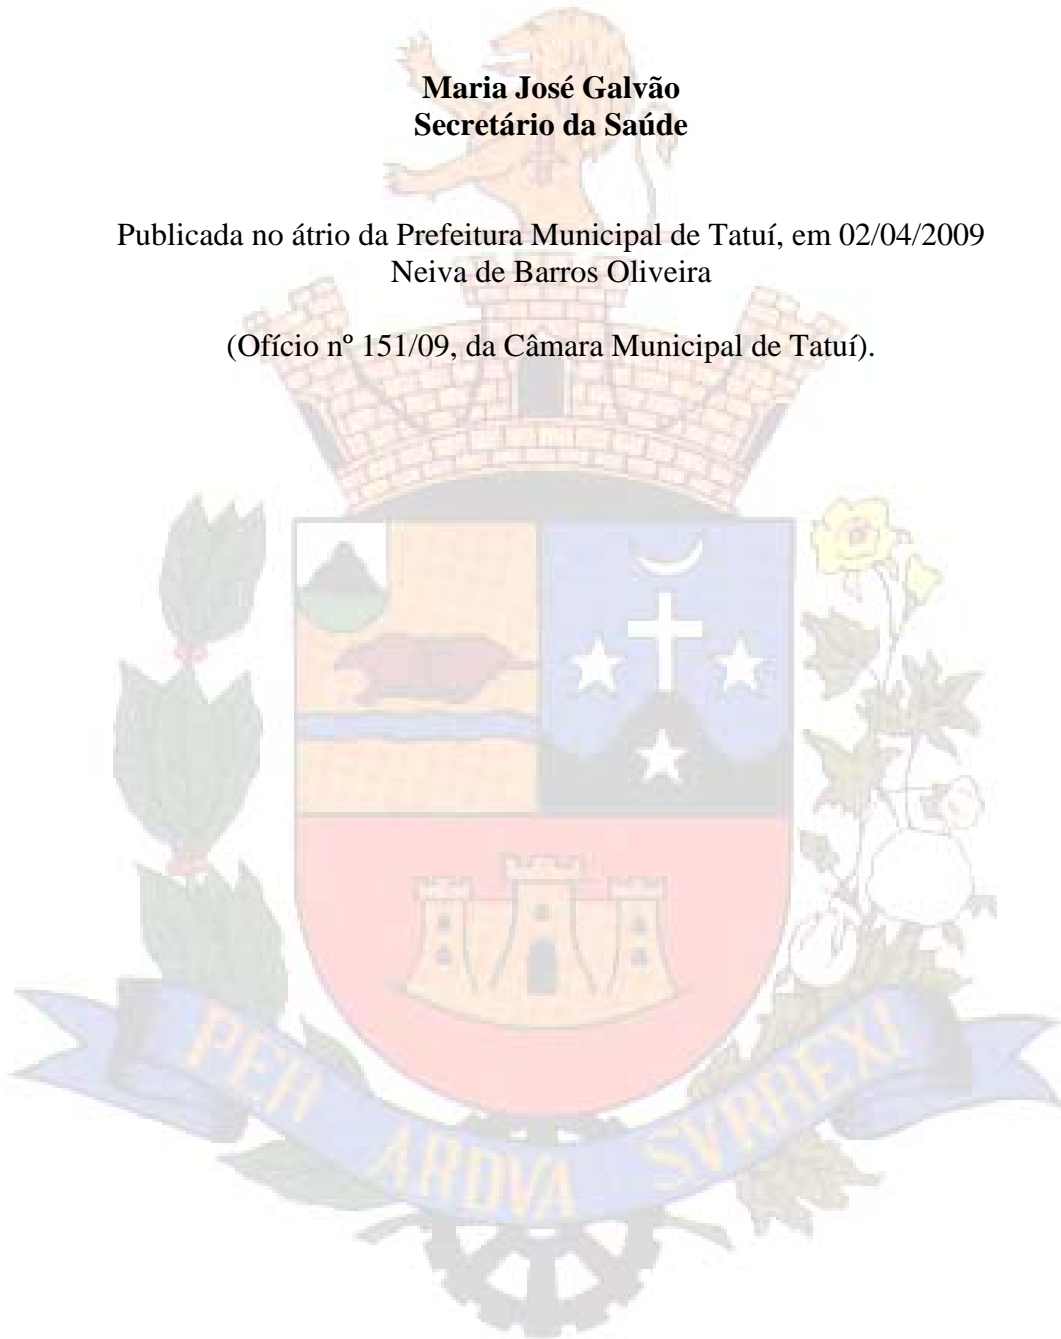 Maria José Galvão
Secretário da Saúde
Publicada no átrio da Prefeitura Municipal de Tatuí, em 02/04/2009
Neiva de Barros Oliveira
(Ofício nº 151/09, da Câmara Municipal de Tatuí).
PER ARDVA SVRREXI